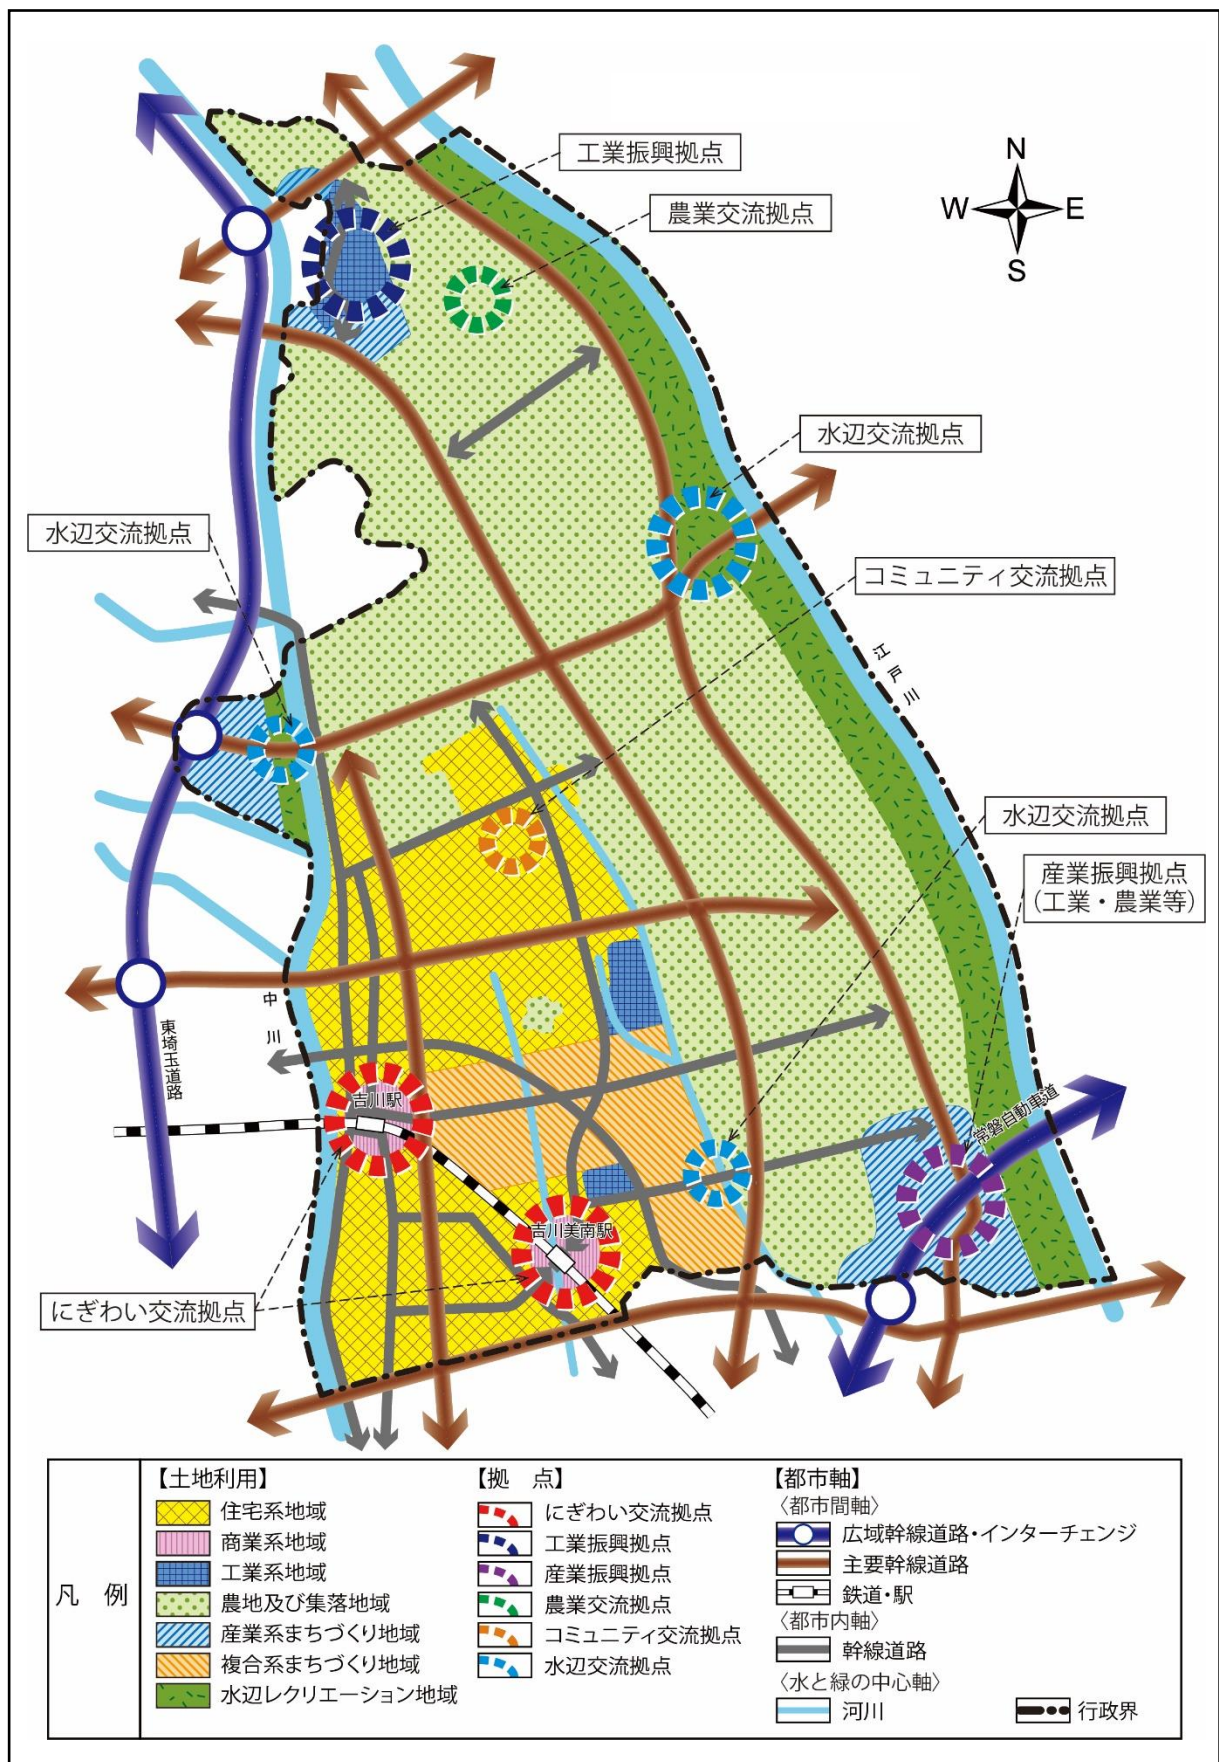 工業振興拠点
N
農業交流拠点
W
E
S
水辺交流拠点
水辺交流拠点
コミュニティ交流拠点
江戸川
水辺交流拠点
産業振興拠点
(工業・農業等)
中川
東埼玉道路
吉川駅
常磐自動車道
吉川美南駅
にぎわい交流拠点
凡 例
【土地利用】
住宅系地域
商業系地域
工業系地域
農地及び集落地域
産業系まちづくり地域
複合系まちづくり地域
水辺レクリエーション地域
【拠 点】
にぎわい交流拠点
工業振興拠点
産業振興拠点
農業交流拠点
コミュニティ交流拠点
水辺交流拠点
【都市軸】
〈都市間軸〉
広域幹線道路・インターチェンジ
主要幹線道路
鉄道・駅
〈都市内軸〉
幹線道路
〈水と緑の中心軸〉
河川
行政界